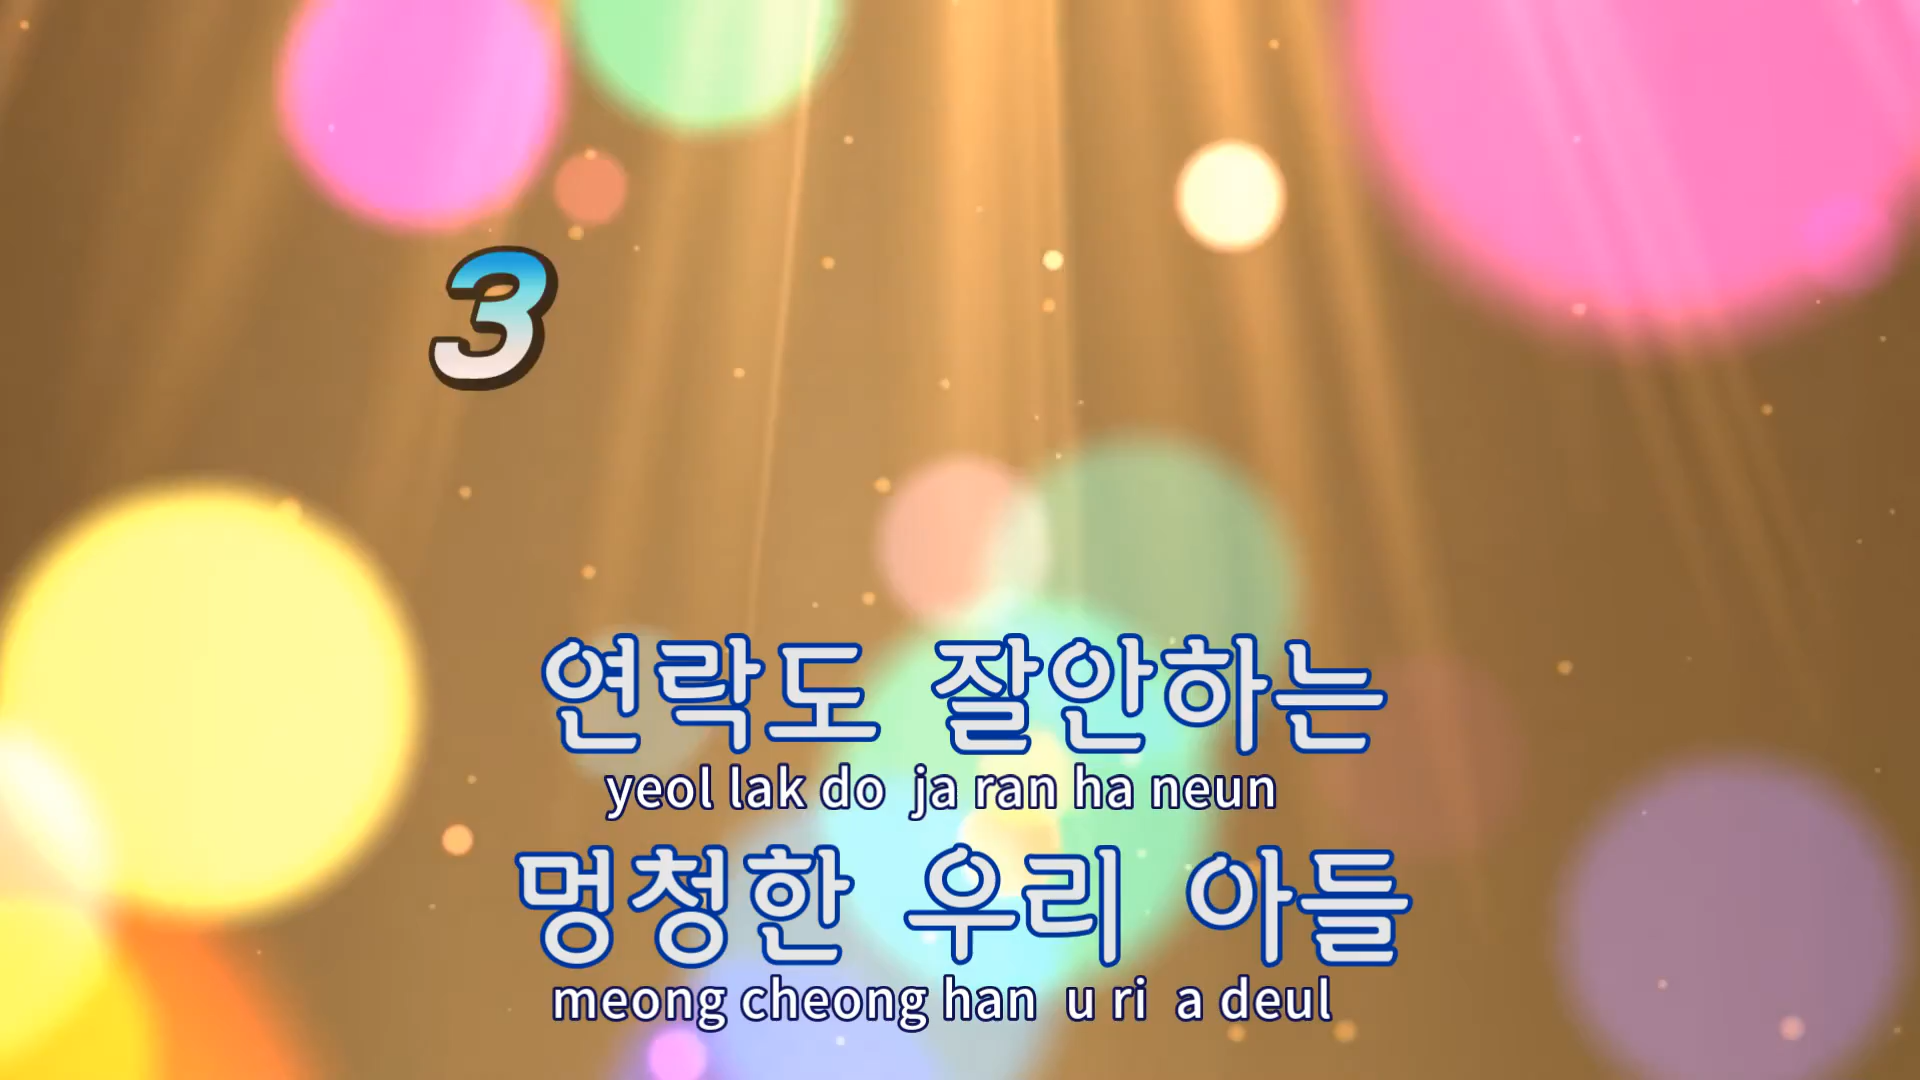 3
연락도 잘안하는
yeol lak do ja ran ha neun
멍청한 우리 아들
meong cheong han u ri a deul